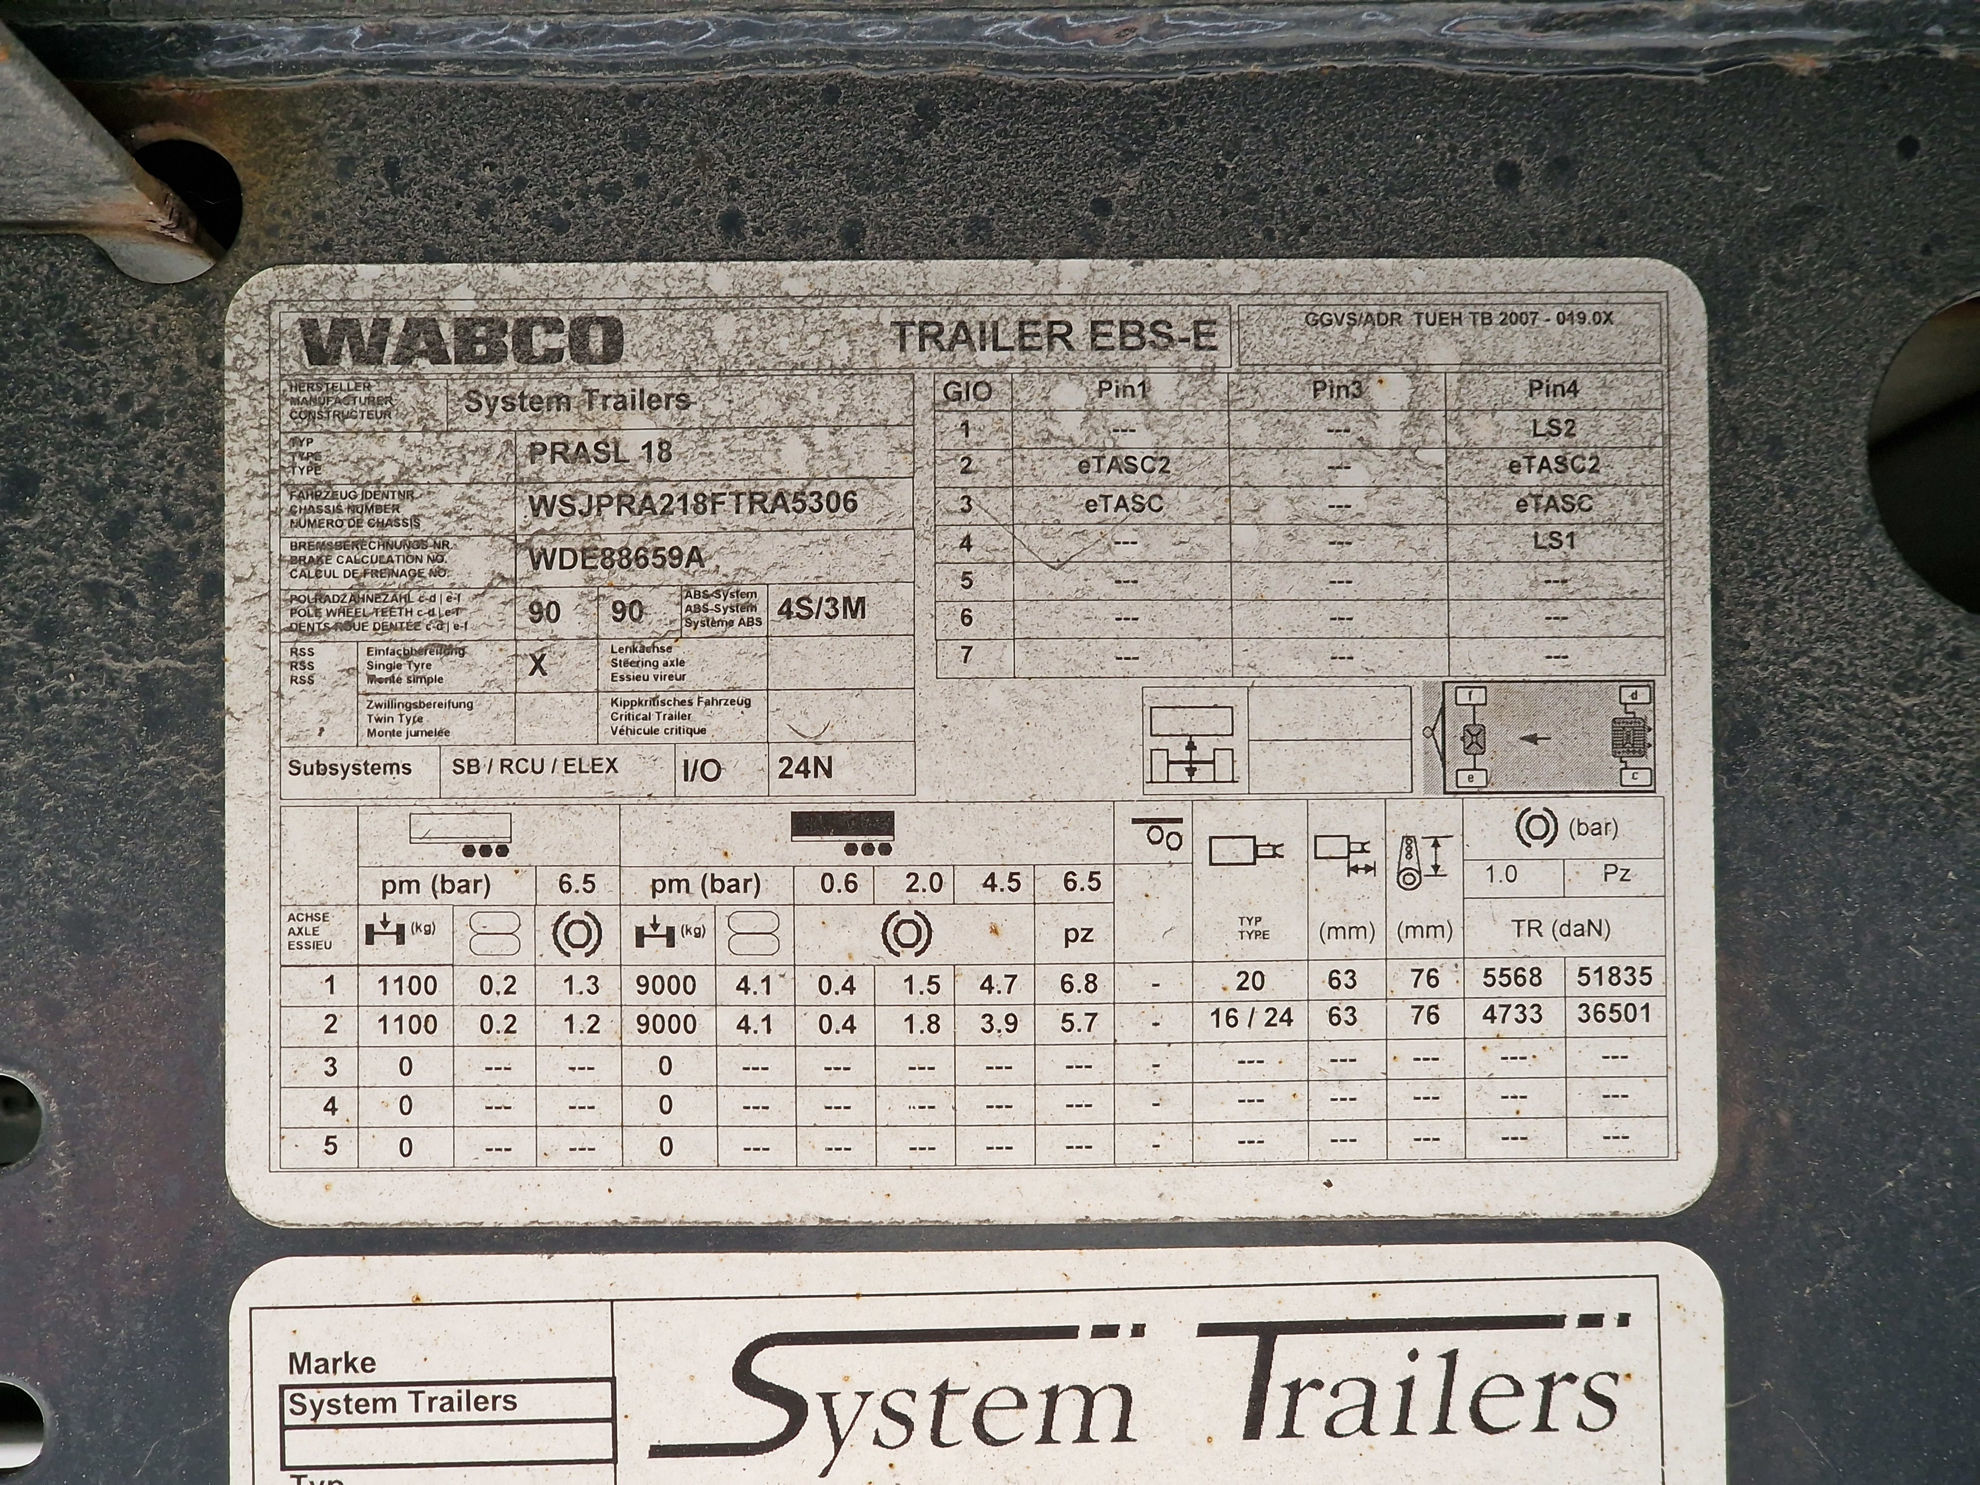 WABCO TRAILER EBS-E GGVS/ADR TUEH TB 2007 - 019.0X
HERSTELLER
MANUFACTURER
CONSTRUCTEUR
System Trailers
TYP
TYPE
TYPE
PRASL 18
FAHRZEUG IDENTNR.
CHASSIS NUMBER
NUMERO DE CHASSIS
WSJPRA218FTRA5306
BREMSBERECHNUNGS-NR.
BRAKE CALCULATION NO.
CALCUL DE FREINAGE NO.
WDE88659A
POLRADZAHNEZAHL c-d | e-f
POLE WHEEL TEETH c-d | e-f
DENTS ROUE DENTÉE c-d | e-f
90 90
ABS-System
ABS-System
Système ABS
4S/3M
RSS
RSS
RSS
Einfachbereifung
Single Tyre
Monte simple
X
Lenkachse
Steering axle
Essieu vireur
Zwillingsbereifung
Twin Tyre
Monte jumelée
Kippkritisches Fahrzeug
Critical Trailer
Véhicule critique
Subsystems SB / RCU / ELEX I/O 24N
GIO Pin1 Pin3 Pin4
1 --- --- LS2
2 eTASC2 --- eTASC2
3 eTASC --- eTASC
4 --- --- LS1
5 --- --- ---
6 --- --- ---
7 --- --- ---
f d
e c
(bar)
pm (bar) 6.5 pm (bar) 0.6 2.0 4.5 6.5 1.0 Pz
ACHSE
AXLE
ESSIEU
(kg) (kg) pz
TYP
TYPE
(mm) (mm) TR (daN)
1 1100 0.2 1.3 9000 4.1 0.4 1.5 4.7 6.8 - 20 63 76 5568 51835
2 1100 0.2 1.2 9000 4.1 0.4 1.8 3.9 5.7 - 16 / 24 63 76 4733 36501
3 0 --- --- 0 --- --- --- --- --- - --- --- --- --- ---
4 0 --- --- 0 --- --- --- --- --- - --- --- --- --- ---
5 0 --- --- 0 --- --- --- --- --- - --- --- --- --- ---
Marke
System Trailers
System Trailers
Typ